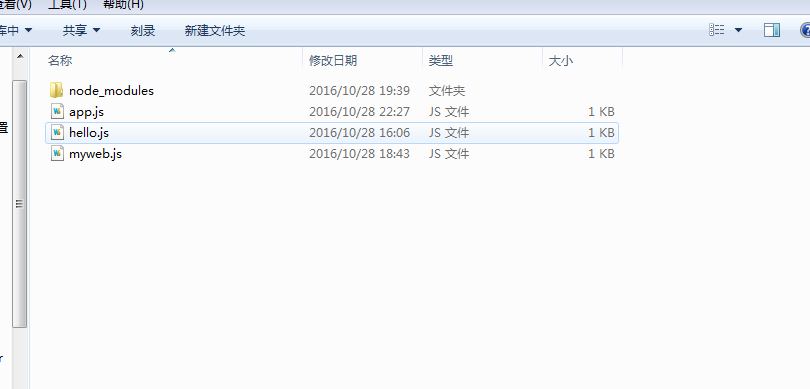 查看(V) 工具(T) 帮助(H)
库中 共享 刻录 新建文件夹
名称 修改日期 类型 大小
node_modules 2016/10/28 19:39 文件夹
app.js 2016/10/28 22:27 JS 文件 1 KB
置
hello.js 2016/10/28 16:06 JS 文件 1 KB
myweb.js 2016/10/28 18:43 JS 文件 1 KB
r